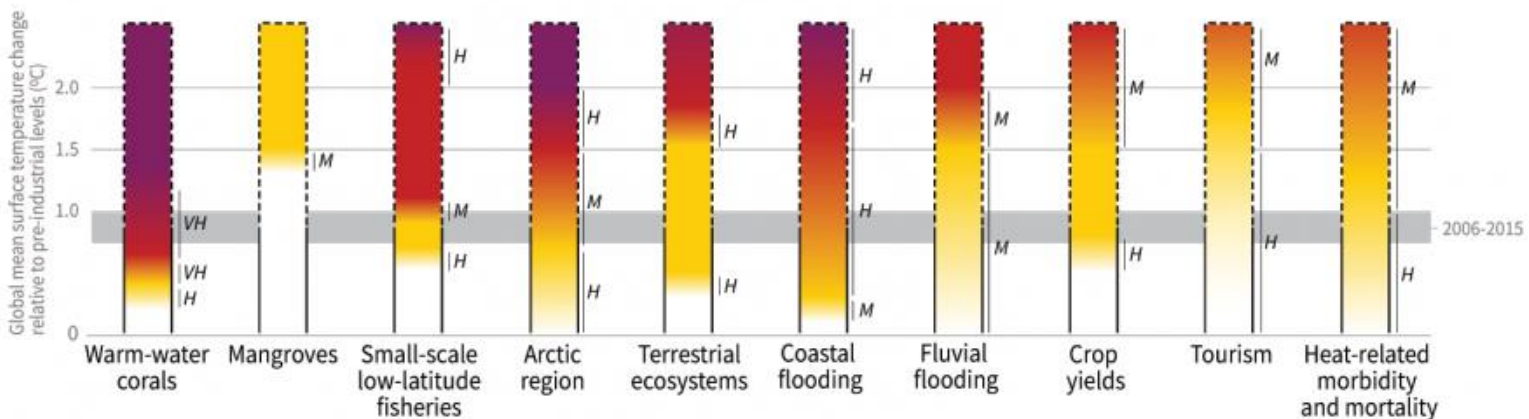 Global mean surface temperature change
relative to pre-industrial levels (ºC)
2.0
1.5
1.0
0
VH
VH
H
M
H
M
H
H
M
H
H
H
H
H
M
M
M
M
H
M
H
M
H
2006-2015
Warm-water
corals
Mangroves
Small-scale
low-latitude
fisheries
Arctic
region
Terrestrial
ecosystems
Coastal
flooding
Fluvial
flooding
Crop
yields
Tourism
Heat-related
morbidity
and mortality